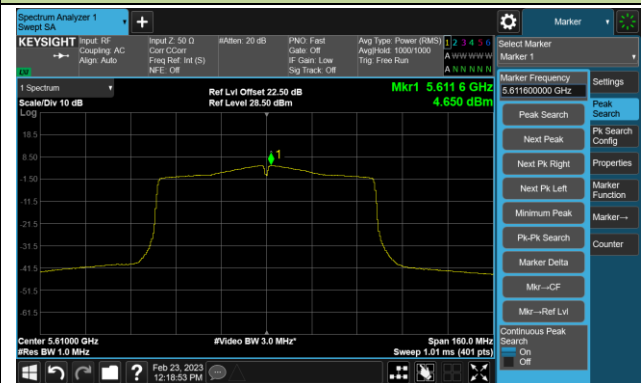 Spectrum Analyzer 1
Swept SA
Marker
KEYSIGHT
Input: RF
Coupling: AC
Align: Auto
Input Z: 50 Ω
Corr CCorr
Freq Ref: Int (S)
NFE: Off
#Atten: 20 dB
PNO: Fast
Gate: Off
IF Gain: Low
Sig Track: Off
Avg Type: Power (RMS)
Avg|Hold: 1000/1000
Trig: Free Run
1 2 3 4 5 6
A W W W W W
A N N N N N
Select Marker
Marker 1
1 Spectrum
Scale/Div 10 dB
Log
Ref Lvl Offset 22.50 dB
Ref Level 28.50 dBm
Mkr1 5.611 6 GHz
4.650 dBm
18.5
8.50
-1.50
-11.5
-21.5
-31.5
-41.5
-51.5
-61.5
1
Center 5.61000 GHz
#Res BW 1.0 MHz
#Video BW 3.0 MHz*
Span 160.0 MHz
Sweep 1.01 ms (401 pts)
Marker Frequency
5.611600000 GHz
Peak Search
Next Peak
Next Pk Right
Next Pk Left
Minimum Peak
Pk-Pk Search
Marker Delta
Mkr→CF
Mkr→Ref Lvl
Continuous Peak
Search
On
Off
Settings
Peak
Search
Pk Search
Config
Properties
Marker
Function
Marker→
Counter
Feb 23, 2023
12:18:53 PM